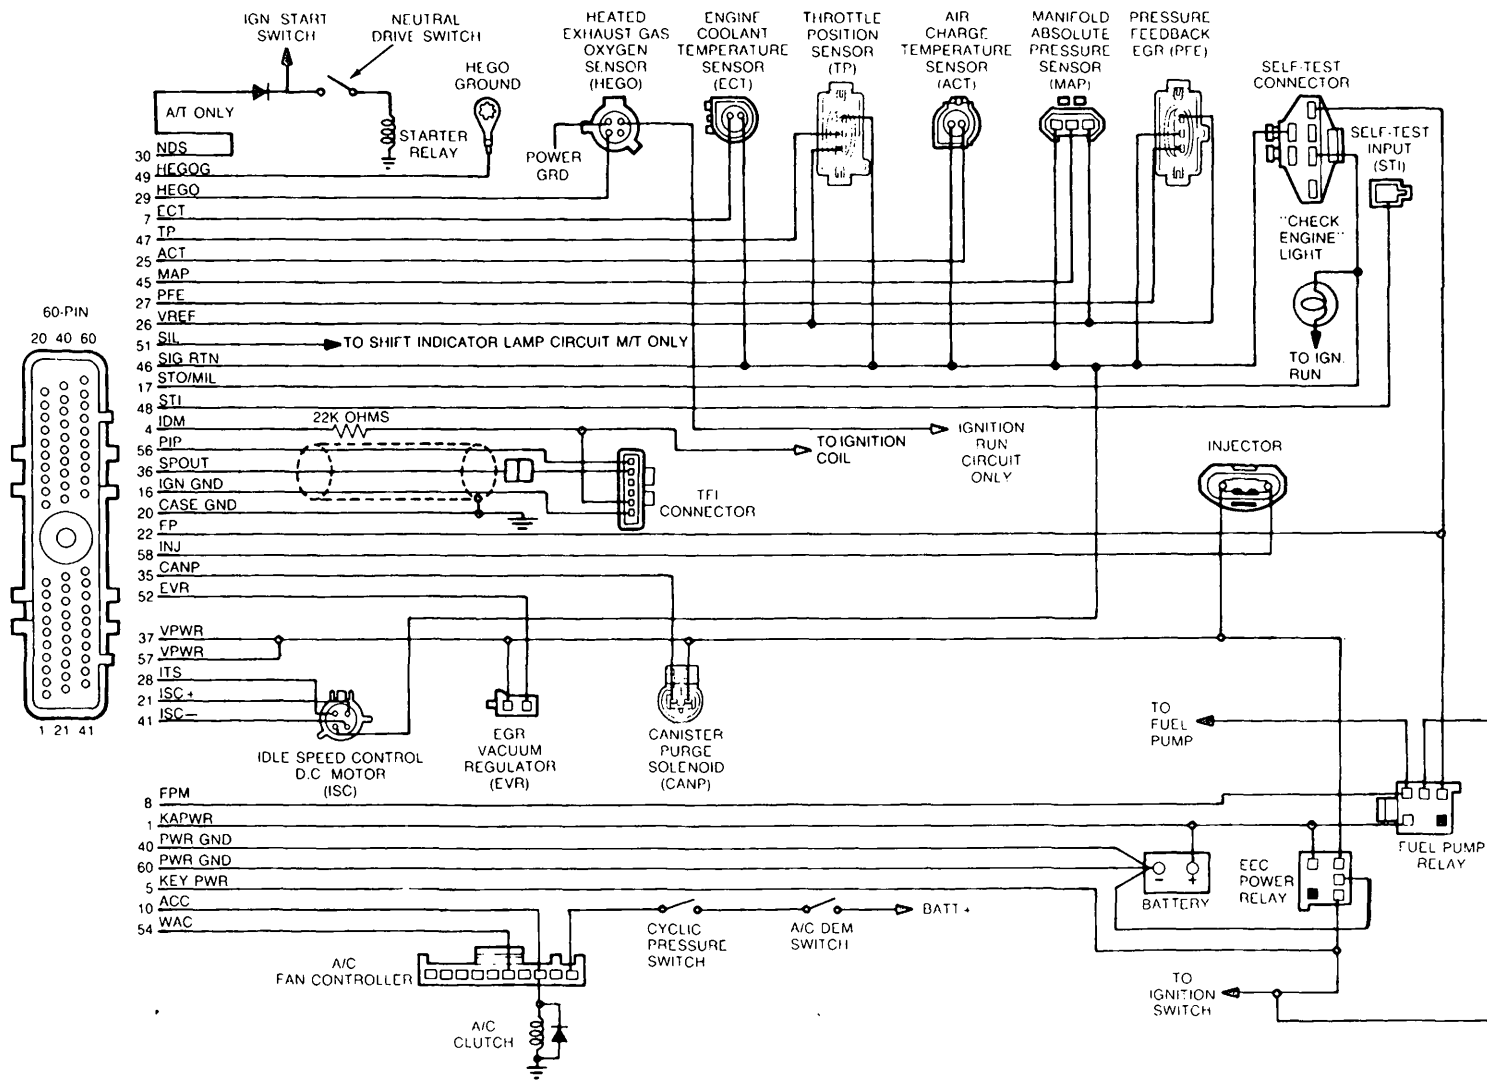 IGN START
SWITCH
NEUTRAL
DRIVE SWITCH
HEGO
GROUND
HEATED
EXHAUST GAS
OXYGEN
SENSOR
(HEGO)
ENGINE
COOLANT
TEMPERATURE
SENSOR
(ECT)
THROTTLE
POSITION
SENSOR
(TP)
AIR
CHARGE
TEMPERATURE
SENSOR
(ACT)
MANIFOLD
ABSOLUTE
PRESSURE
SENSOR
(MAP)
PRESSURE
FEEDBACK
EGR (PFE)
SELF-TEST
CONNECTOR
SELF-TEST
INPUT
(STI)
A/T ONLY
STARTER
RELAY
POWER
GRD
"CHECK
ENGINE"
LIGHT
TO IGN.
RUN
60-PIN
20 40 60
1 21 41
30 NDS
49 HEGOG
29 HEGO
7 ECT
47 TP
25 ACT
45 MAP
27 PFE
26 VREF
51 SIL
TO SHIFT INDICATOR LAMP CIRCUIT M/T ONLY
46 SIG RTN
17 STO/MIL
48 STI
4 IDM
22K OHMS
56 PIP
36 SPOUT
16 IGN GND
20 CASE GND
22 FP
58 INJ
35 CANP
52 EVR
37 VPWR
57 VPWR
28 ITS
21 ISC +
41 ISC—
TO IGNITION
COIL
IGNITION
RUN
CIRCUIT
ONLY
TFI
CONNECTOR
INJECTOR
IDLE SPEED CONTROL
D.C MOTOR
(ISC)
EGR
VACUUM
REGULATOR
(EVR)
CANISTER
PURGE
SOLENOID
(CANP)
TO
FUEL
PUMP
8 FPM
1 KAPWR
40 PWR GND
60 PWR GND
5 KEY PWR
10 ACC
54 WAC
- +
BATTERY
EEC
POWER
RELAY
FUEL PUMP
RELAY
A/C
FAN CONTROLLER
CYCLIC
PRESSURE
SWITCH
A/C DEM
SWITCH
BATT +
A/C
CLUTCH
TO
IGNITION
SWITCH